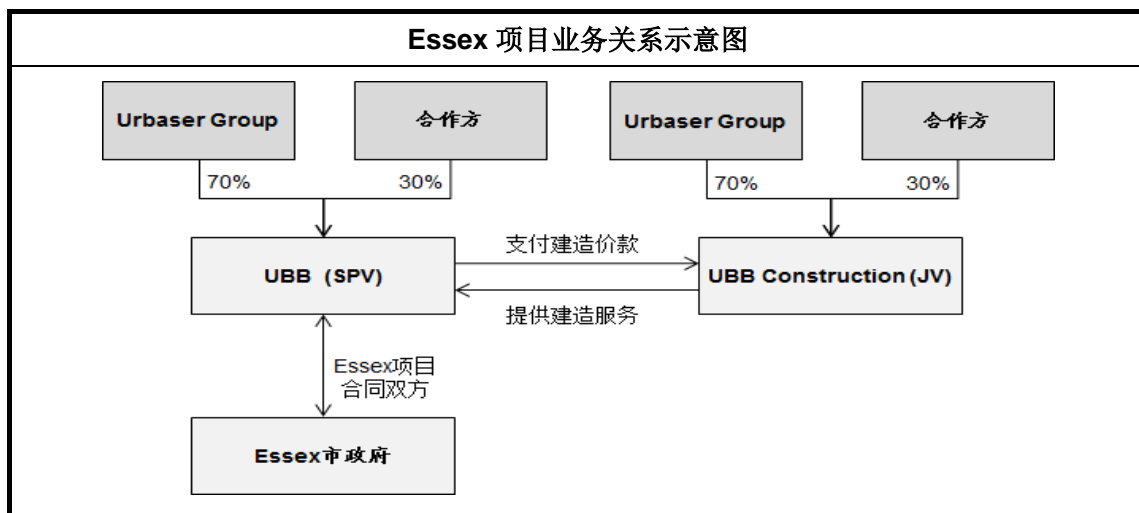 Essex 项目业务关系示意图
Urbaser Group
合作方
Urbaser Group
合作方
70%
30%
70%
30%
支付建造价款
UBB （SPV）
UBB Construction (JV)
提供建造服务
Essex项目
合同双方
Essex市政府